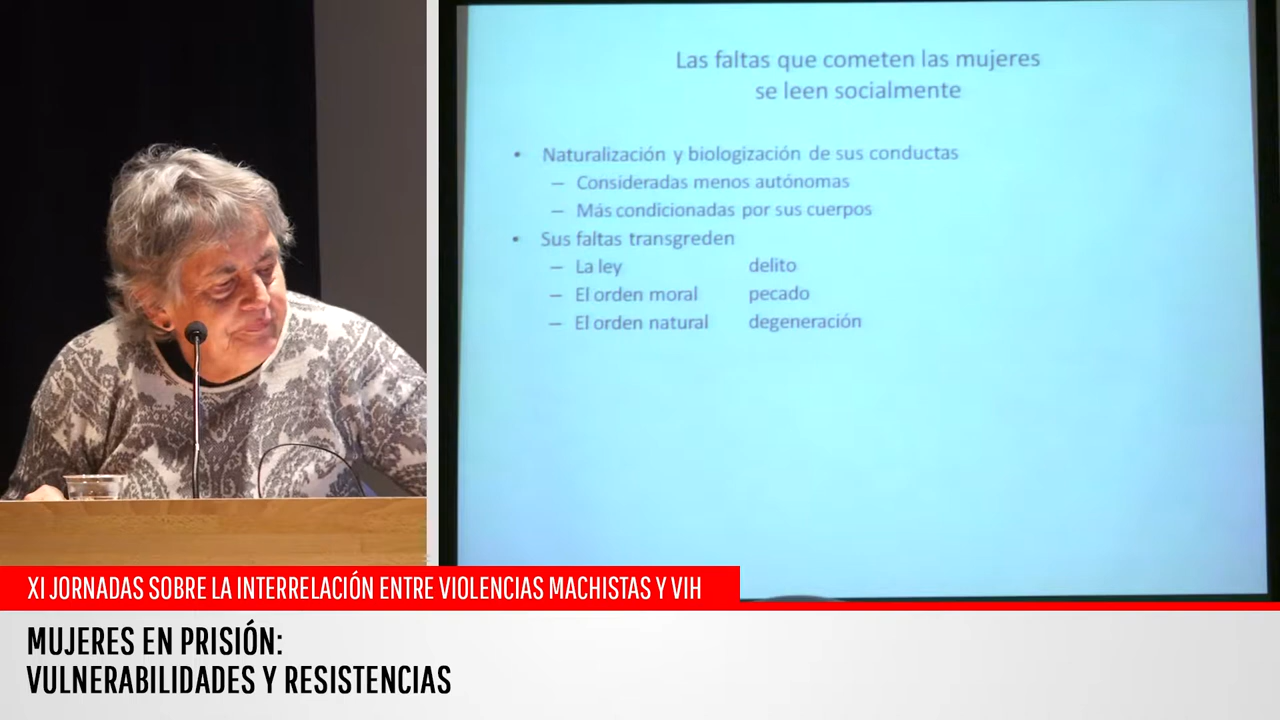 Las faltas que cometen las mujeres
se leen socialmente
• Naturalización y biologización de sus conductas
– Consideradas menos autónomas
– Más condicionadas por sus cuerpos
• Sus faltas transgreden
– La ley delito
– El orden moral pecado
– El orden natural degeneración
XI JORNADAS SOBRE LA INTERRELACIÓN ENTRE VIOLENCIAS MACHISTAS Y VIH
MUJERES EN PRISIÓN:
VULNERABILIDADES Y RESISTENCIAS